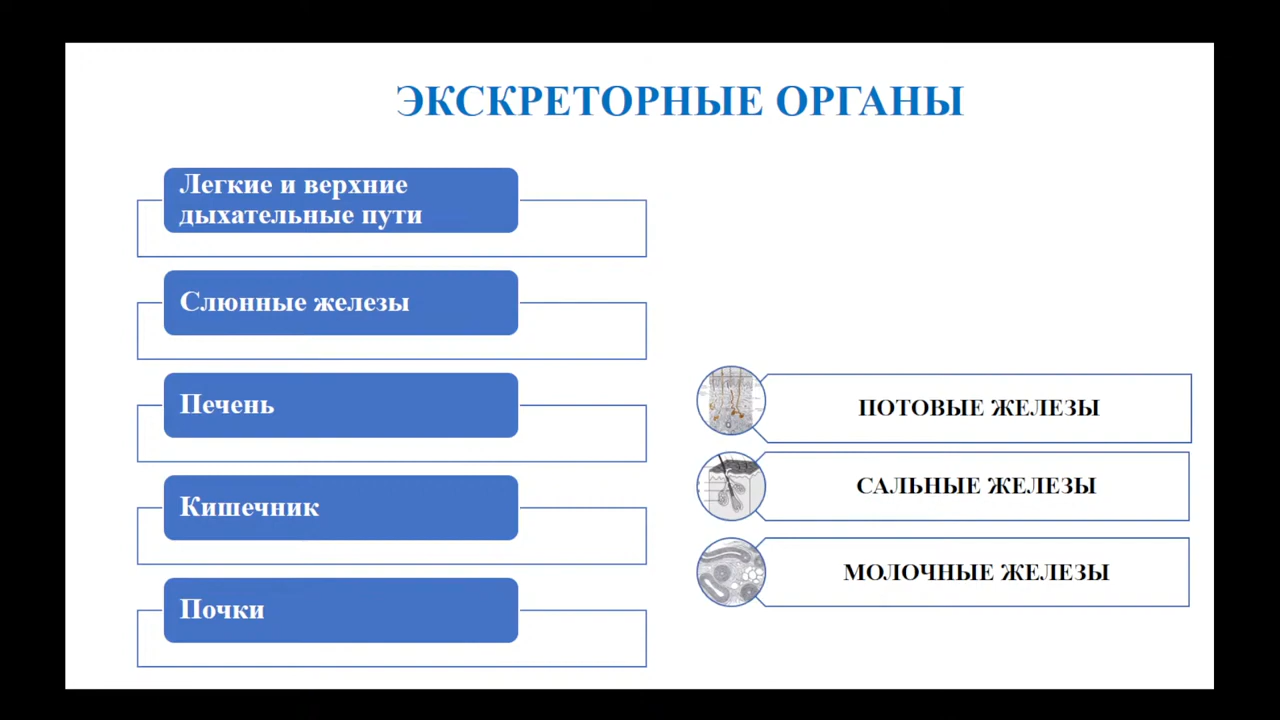 ЭКСКРЕТОРНЫЕ ОРГАНЫ
Легкие и верхние
дыхательные пути
Слюнные железы
Печень
Кишечник
Почки
ПОТОВЫЕ ЖЕЛЕЗЫ
САЛЬНЫЕ ЖЕЛЕЗЫ
МОЛОЧНЫЕ ЖЕЛЕЗЫ